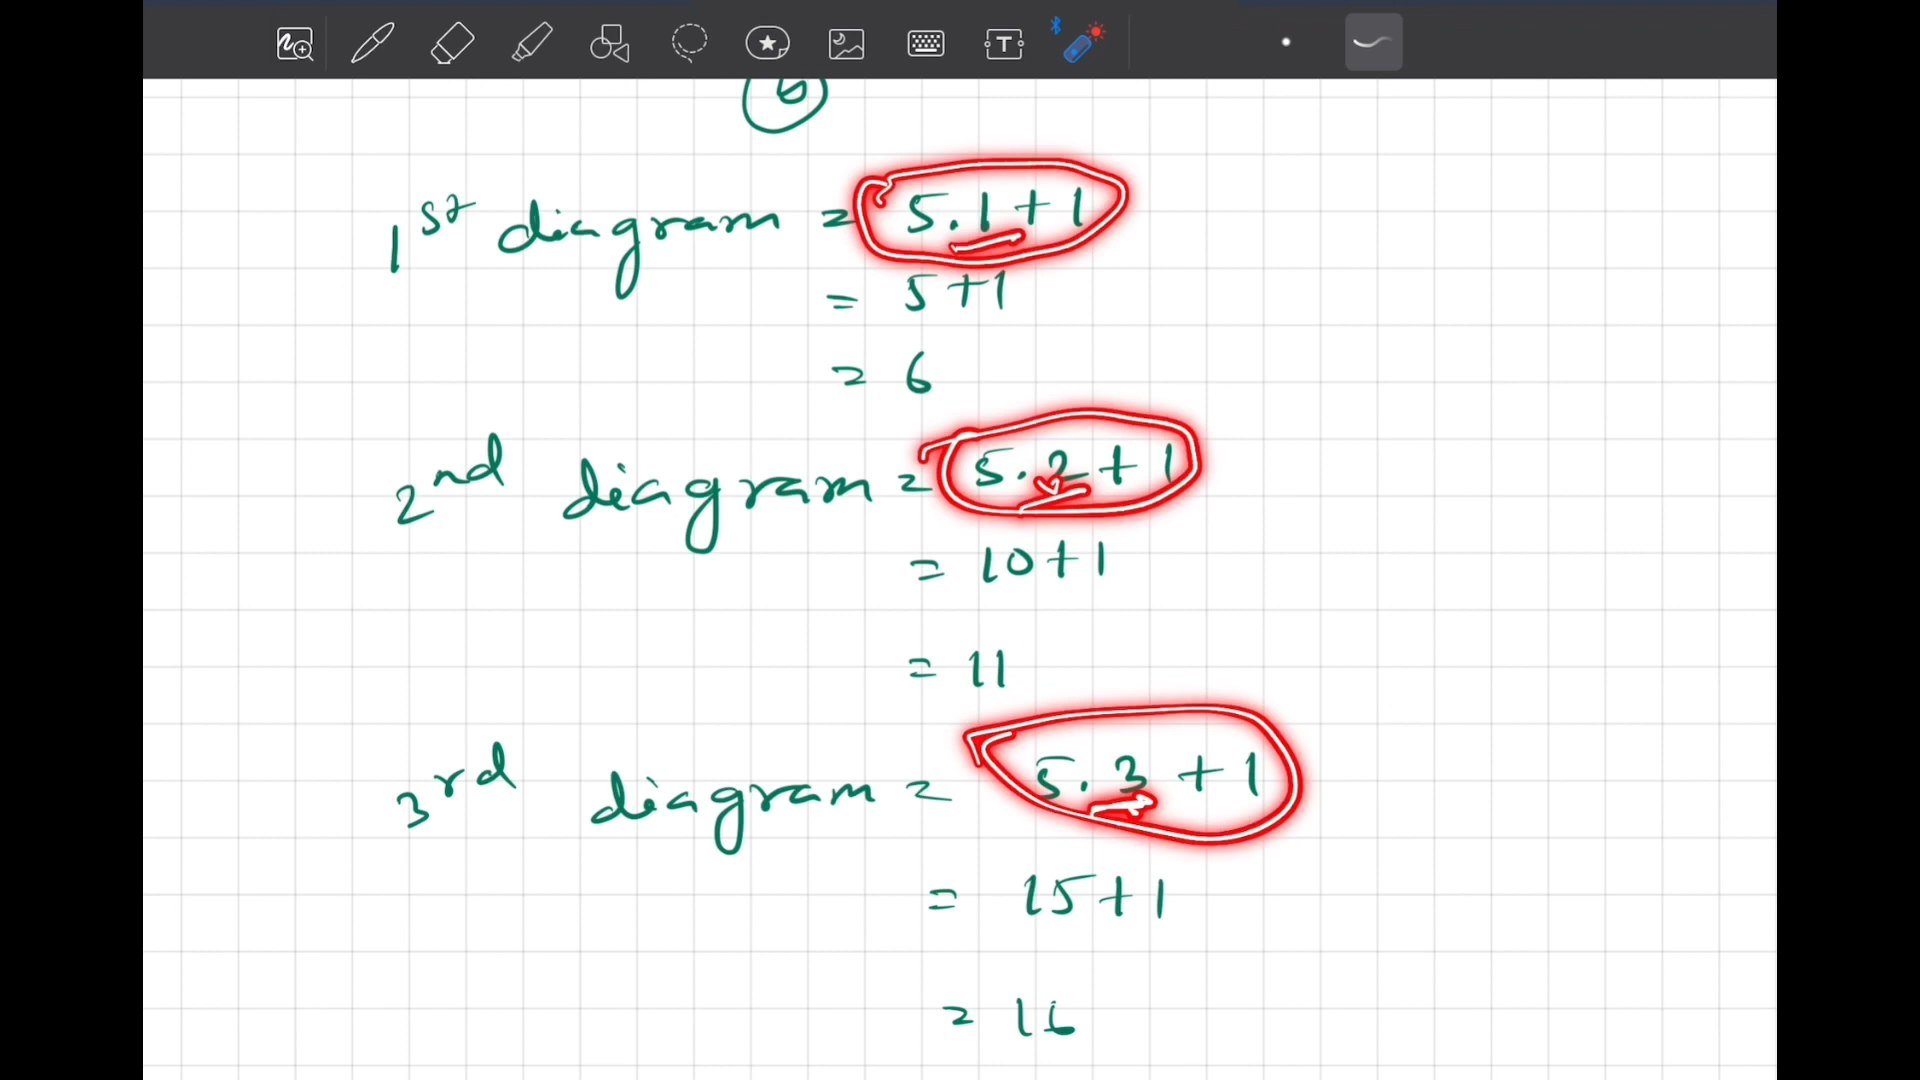 6
1st diagram = 5.1+1
= 5+1
= 6
2nd diagram = 5.2+1
= 10+1
= 11
3rd diagram = 5.3+1
= 15+1
= 16